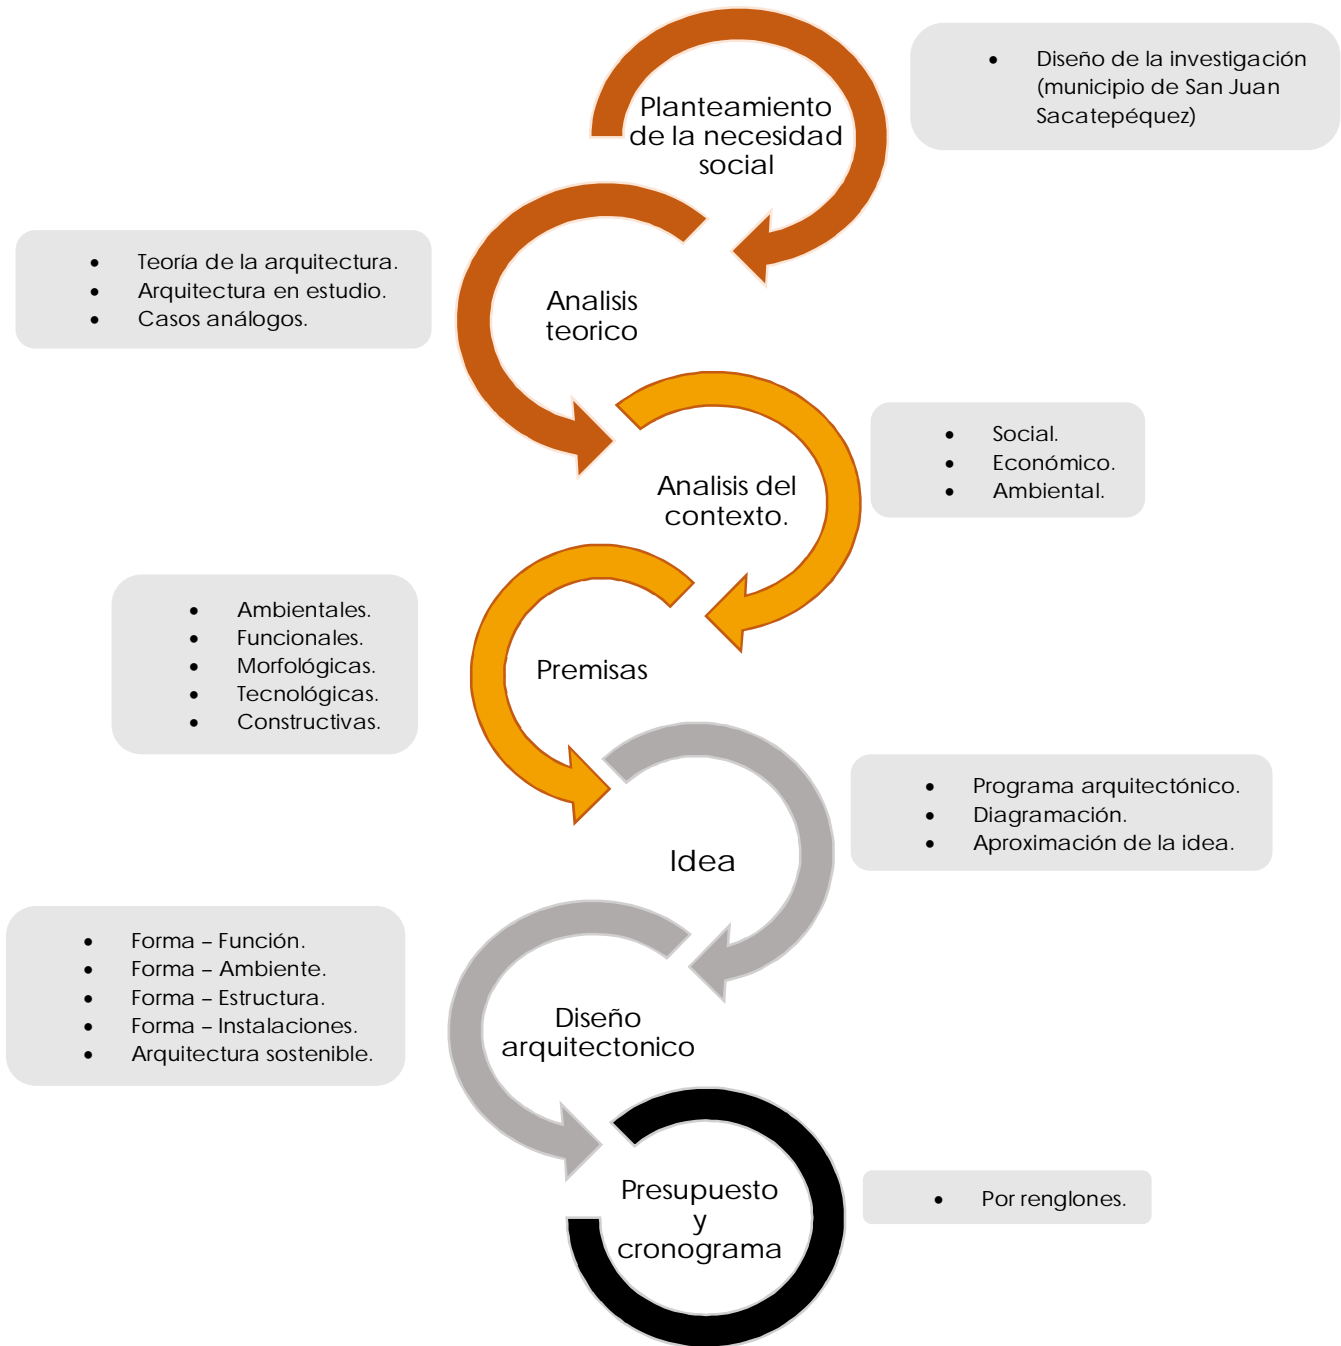 Planteamiento
de la necesidad
social
• Diseño de la investigación
(municipio de San Juan
Sacatepéquez)
• Teoría de la arquitectura.
• Arquitectura en estudio.
• Casos análogos.
Analisis
teorico
Analisis del
contexto.
• Social.
• Económico.
• Ambiental.
• Ambientales.
• Funcionales.
• Morfológicas.
• Tecnológicas.
• Constructivas.
Premisas
Idea
• Programa arquitectónico.
• Diagramación.
• Aproximación de la idea.
• Forma – Función.
• Forma – Ambiente.
• Forma – Estructura.
• Forma – Instalaciones.
• Arquitectura sostenible.
Diseño
arquitectonico
Presupuesto
y
cronograma
• Por renglones.